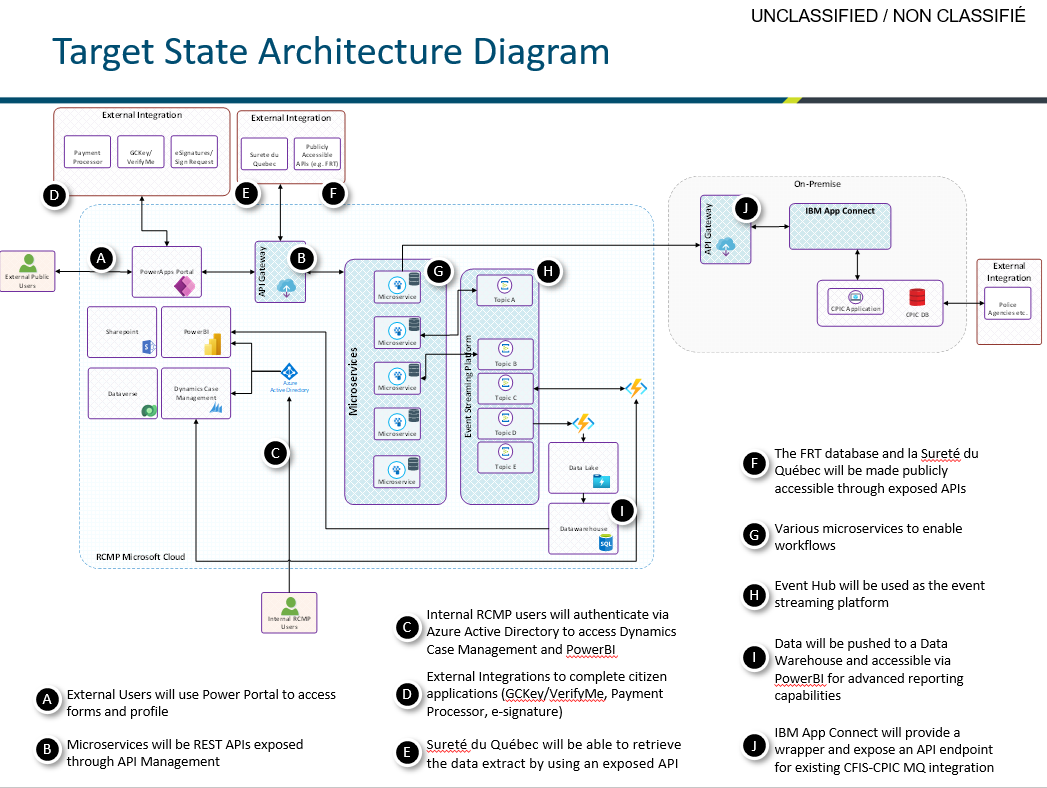 UNCLASSIFIED / NON CLASSIFIÉ
Target State Architecture Diagram
External Integration
Payment
Processor
GCKey/
VerifyMe
eSignatures/
Sign Request
D
External Integration
Surete du
Quebec
Publicly
Accessible
APIs (e.g. FRT)
E
F
External Public
Users
A
PowerApps Portal
API Gateway
B
Sharepoint
PowerBI
Dataverse
Dynamics Case
Management
Azure
Active Directory
C
Microservices
G
Microservice
Microservice
Microservice
Microservice
Microservice
Event Streaming Platform
H
Topic A
Topic B
Topic C
Topic D
Topic E
Data Lake
I
Datawarehouse
SQL
RCMP Microsoft Cloud
Internal RCMP
Users
On-Premise
API Gateway
J
IBM App Connect
CPIC Application
CPIC DB
External
Integration
Police
Agencies etc.
A
External Users will use Power Portal to access
forms and profile
B
Microservices will be REST APIs exposed
through API Management
C
Internal RCMP users will authenticate via
Azure Active Directory to access Dynamics
Case Management and PowerBI
D
External Integrations to complete citizen
applications (GCKey/VerifyMe, Payment
Processor, e-signature)
E
Sureté du Québec will be able to retrieve
the data extract by using an exposed API
F
The FRT database and la Sureté du
Québec will be made publicly
accessible through exposed APIs
G
Various microservices to enable
workflows
H
Event Hub will be used as the event
streaming platform
I
Data will be pushed to a Data
Warehouse and accessible via
PowerBI for advanced reporting
capabilities
J
IBM App Connect will provide a
wrapper and expose an API endpoint
for existing CFIS-CPIC MQ integration